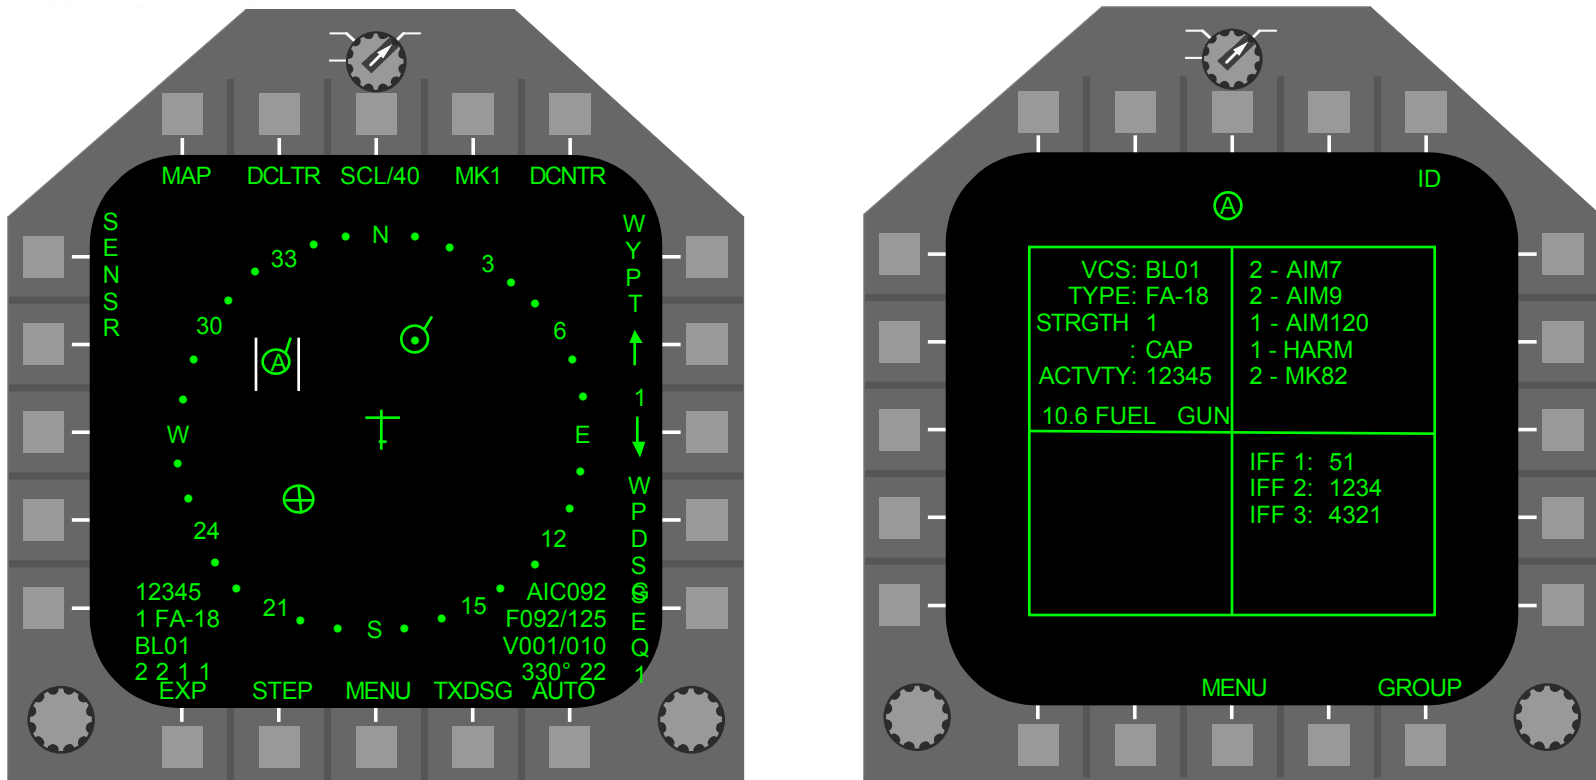 MAP DCLTR SCL/40 MK1 DCNTR
SENSR
WYPT
1
WPDSG
SEQ
1
N
33 3
30 6
A
W E
24 12
21 15
S
12345
1 FA-18
BL01
2 2 1 1
AIC092
F092/125
V001/010
330° 22
EXP STEP MENU TXDSG AUTO
ID
A
VCS: BL01
TYPE: FA-18
STRGTH 1
: CAP
ACTVTY: 12345
10.6 FUEL GUN
2 - AIM7
2 - AIM9
1 - AIM120
1 - HARM
2 - MK82
IFF 1: 51
IFF 2: 1234
IFF 3: 4321
MENU GROUP